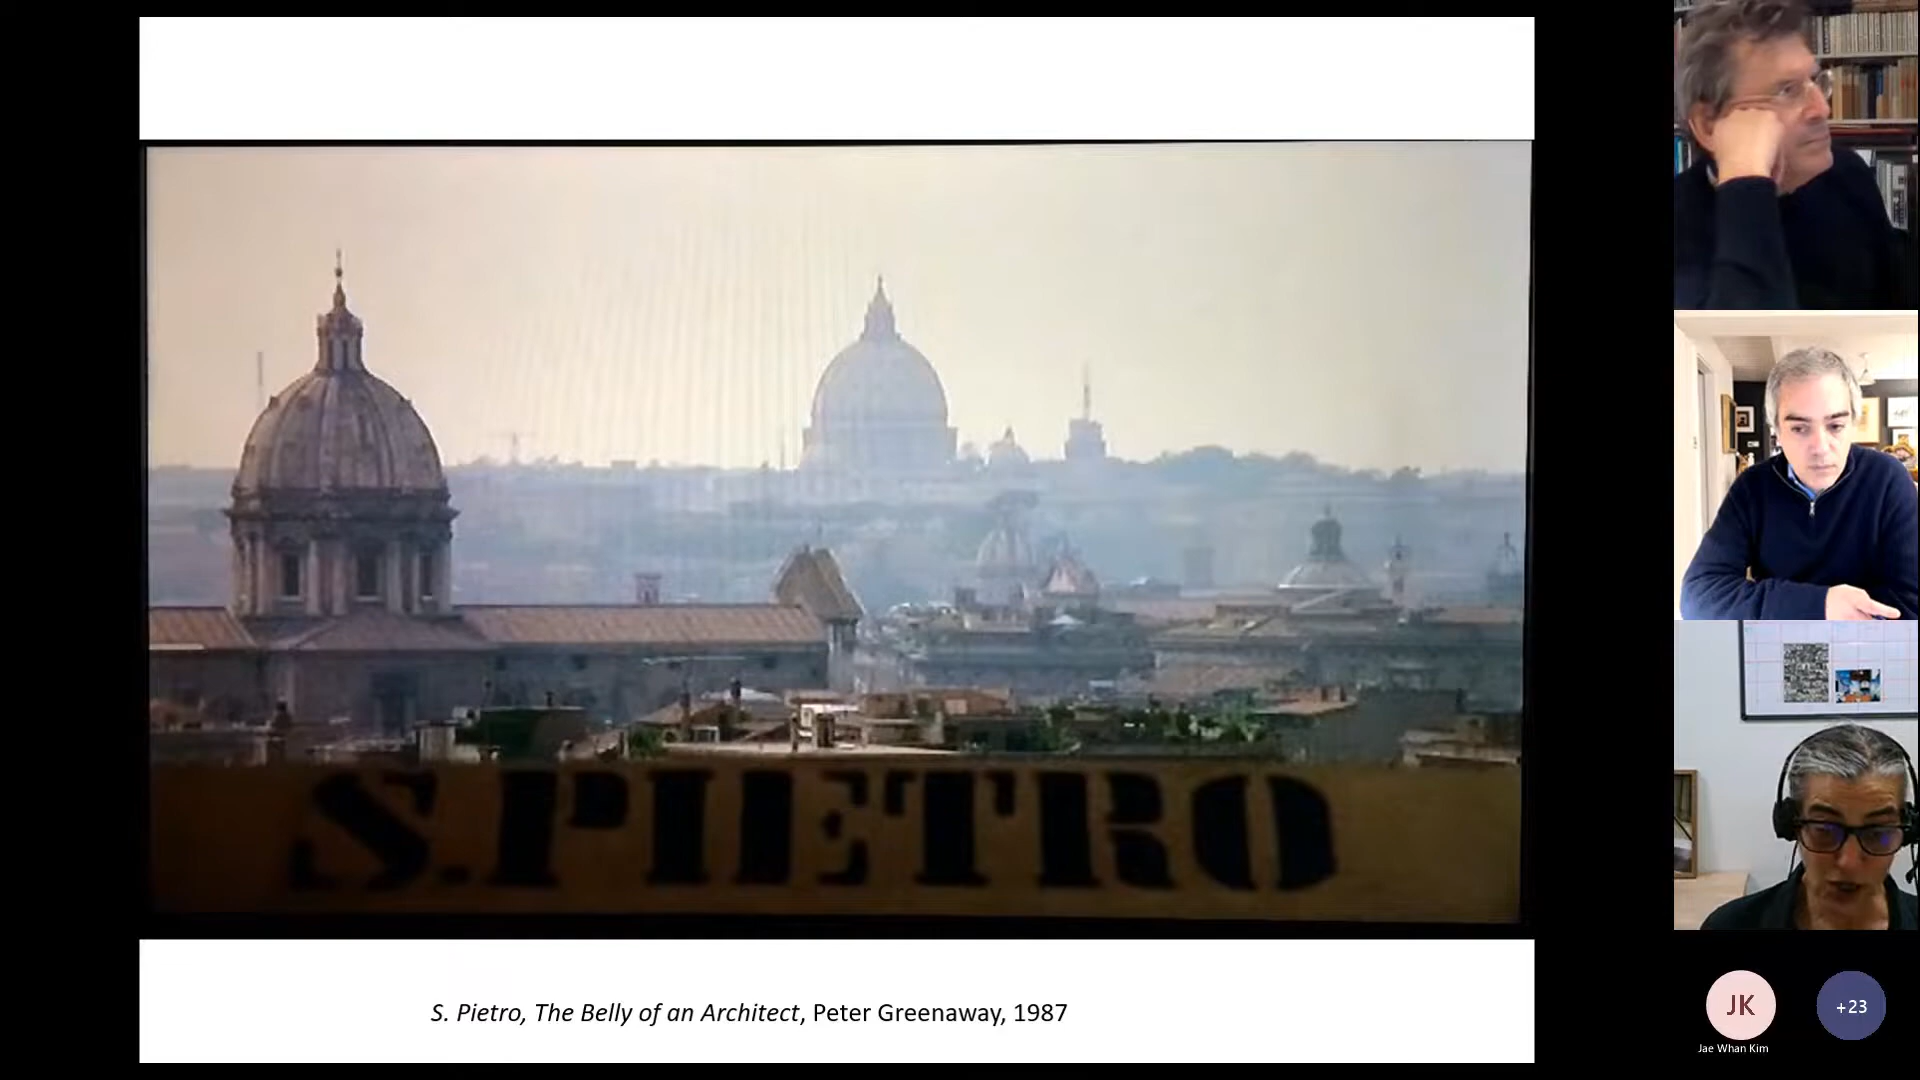 S.PIETRO
S. Pietro, The Belly of an Architect, Peter Greenaway, 1987
JK
+23
Jae Whan Kim